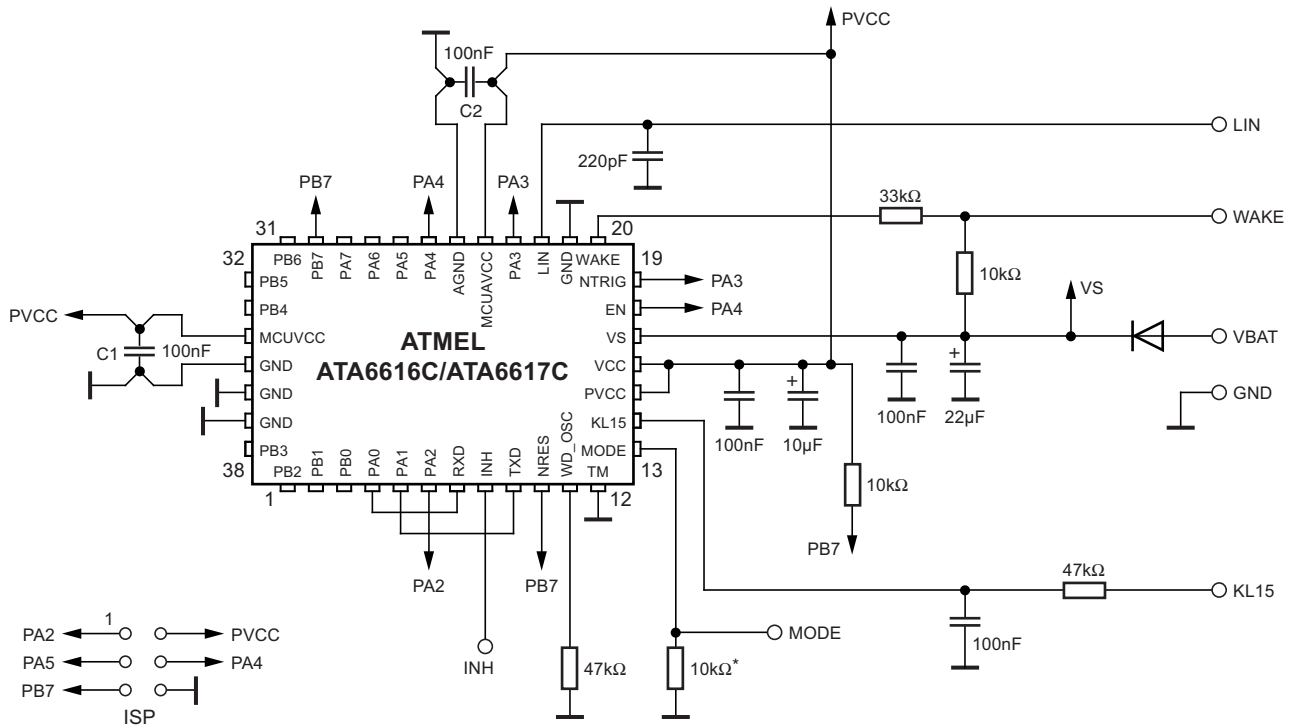 PVCC
100nF
C2
LIN
220pF
PB7
PA4
PA3
33kΩ
WAKE
31
20
32
PB6
PB7
PA7
PA6
PA5
PA4
AGND
MCUAVCC
PA3
LIN
GND
WAKE
19
PB5
NTRIG
PA3
10kΩ
PB4
EN
PA4
VS
PVCC
MCUVCC
VS
VBAT
C1
100nF
ATMEL
ATA6616C/ATA6617C
GND
VCC
GND
PVCC
GND
100nF
22µF
+
GND
KL15
100nF
10µF
+
PB3
MODE
38
PB2
PB1
PB0
PA0
PA1
PA2
RXD
INH
TXD
NRES
WD_OSC
TM
13
1
12
10kΩ
PB7
PA2
PB7
47kΩ
KL15
100nF
1
PA2
PVCC
PA5
PA4
PB7
ISP
INH
47kΩ
10kΩ*
MODE